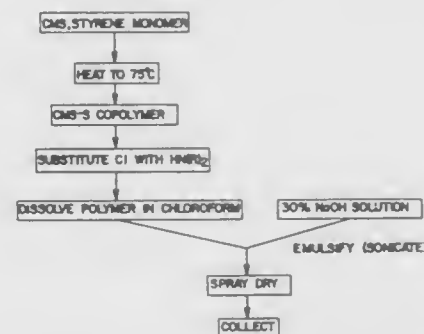 CMS, STYRENE MONOMER
HEAT TO 75°C
CMS-S COPOLYMER
SUBSTITUTE Cl WITH
DISSOLVE POLYMER IN CHLOROFORM
30% NaOH SOLUTION
EMULSIFY (SONICATE)
SPRAY DRY
COLLECT